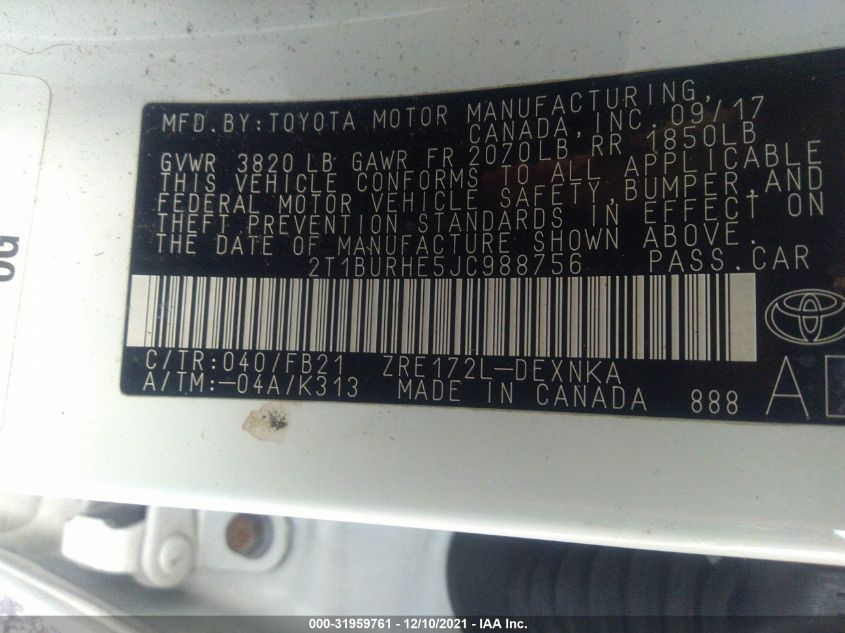 MFD. BY: TOYOTA MOTOR MANUFACTURING,
CANADA, INC. 09/17
GVWR 3820 LB GAWR FR 2070LB RR 1850LB
THIS VEHICLE CONFORMS TO ALL APPLICABLE
FEDERAL MOTOR VEHICLE SAFETY, BUMPER, AND
THEFT PREVENTION STANDARDS IN EFFECT ON
THE DATE OF MANUFACTURE SHOWN ABOVE.
2T1BURHE5JC988756 PASS.CAR
C/TR: 040/FB21 ZRE172L-DEXNKA
A/TM:-04A/K313 MADE IN CANADA 888 A
000-31959761 - 12/10/2021 - IAA Inc.